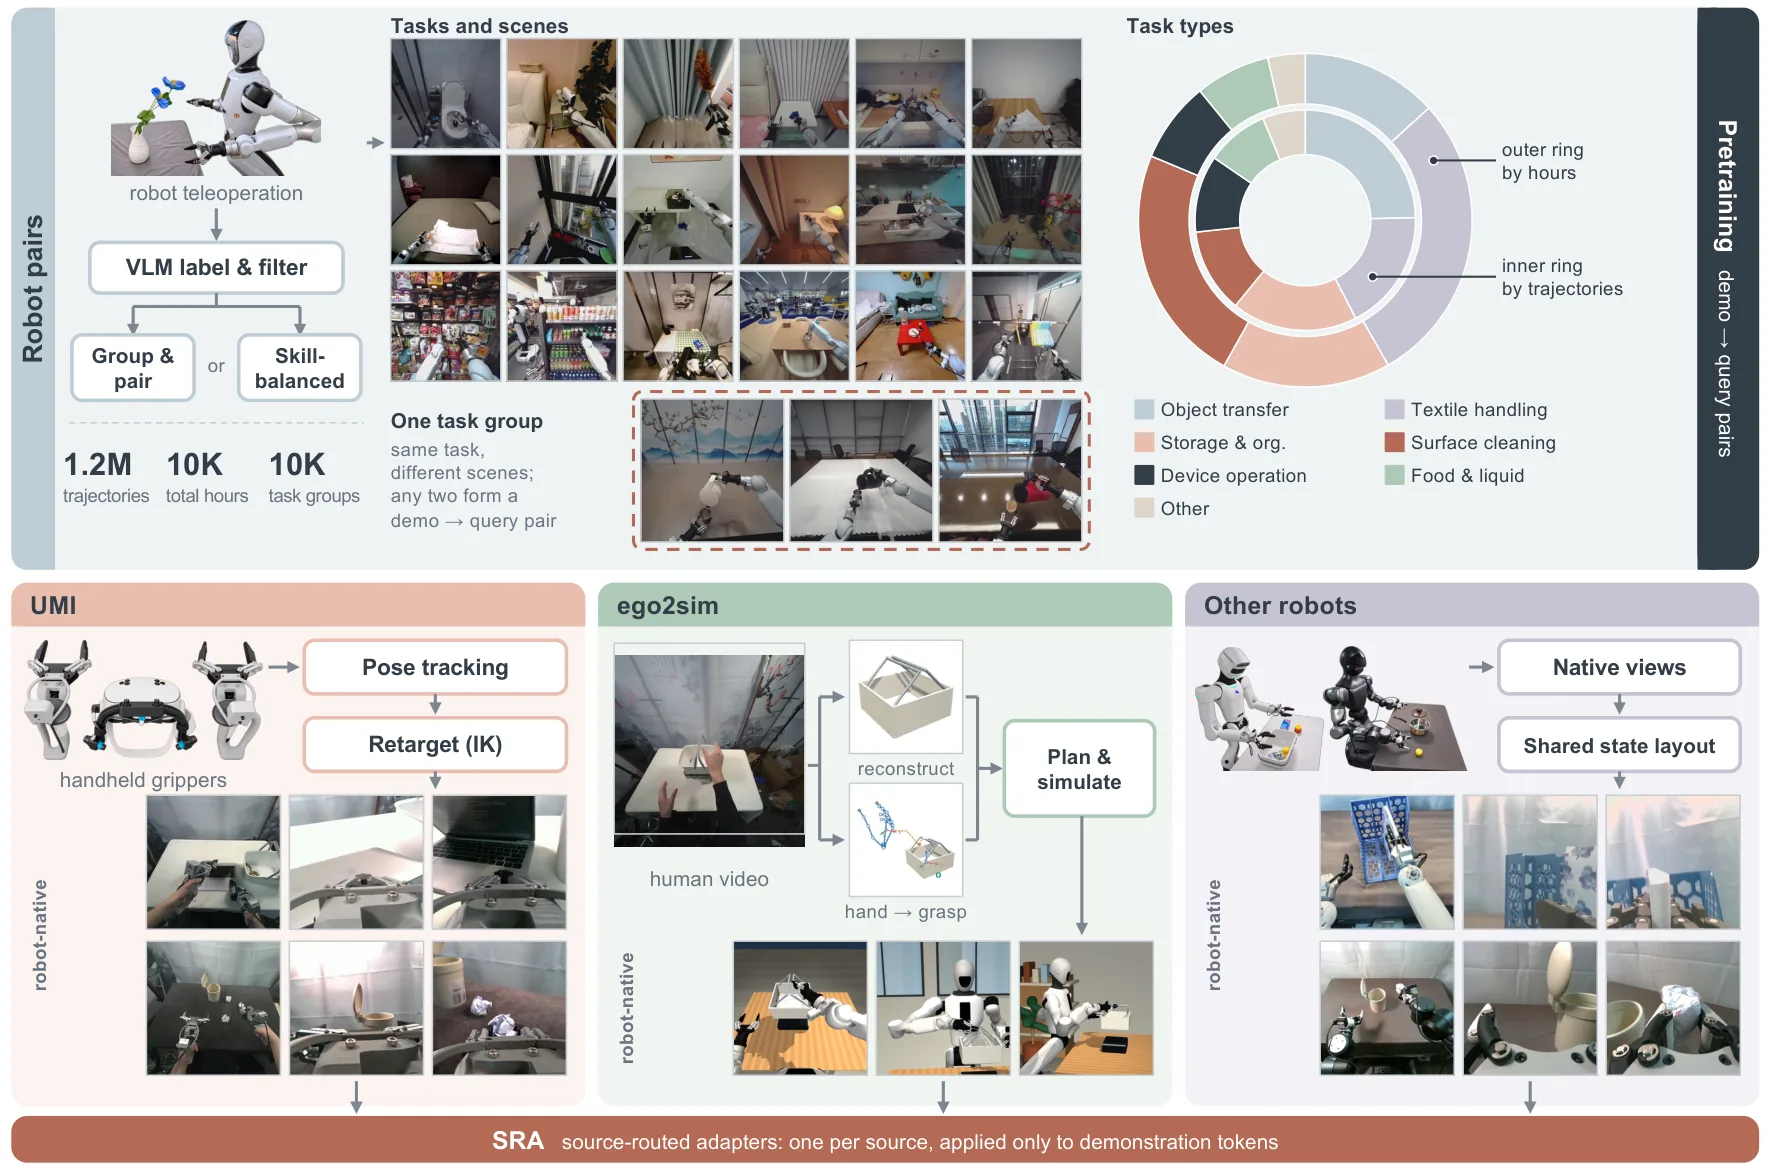 Robot pairs
robot teleoperation
VLM label & filter
Group &
pair
or
Skill-
balanced
1.2M
trajectories
10K
total hours
10K
task groups
Tasks and scenes
One task group
same task,
different scenes;
any two form a
demo → query pair
Task types
outer ring
by hours
inner ring
by trajectories
Object transfer
Textile handling
Storage & org.
Surface cleaning
Device operation
Food & liquid
Other
Pretraining demo → query pairs
UMI
handheld grippers
Pose tracking
Retarget (IK)
robot-native
ego2sim
human video
reconstruct
hand → grasp
Plan &
simulate
robot-native
Other robots
Native views
Shared state layout
robot-native
SRA source-routed adapters: one per source, applied only to demonstration tokens